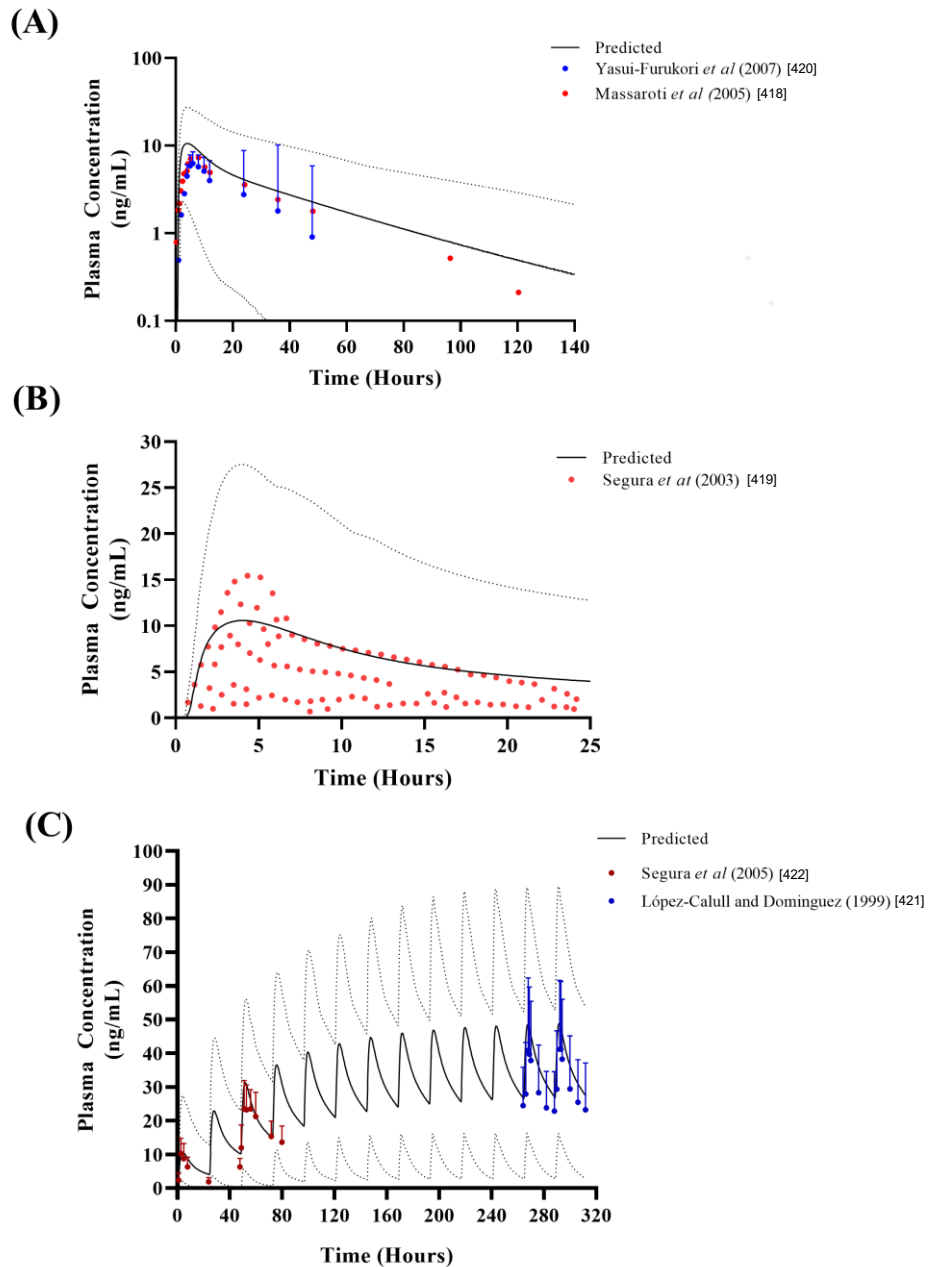 (A)
Predicted
Yasui-Furukori et al (2007) [420]
Massaroti et al (2005) [418]
Plasma Concentration
(ng/mL)
100
10
1
0.1
0 20 40 60 80 100 120 140
Time (Hours)
(B)
Predicted
Segura et at (2003) [419]
Plasma Concentration
(ng/mL)
30
25
20
15
10
5
0
0 5 10 15 20 25
Time (Hours)
(C)
Predicted
Segura et al (2005) [422]
López-Calull and Dominguez (1999) [421]
Plasma Concentration
(ng/mL)
100
90
80
70
60
50
40
30
20
10
0
0 40 80 120 160 200 240 280 320
Time (Hours)